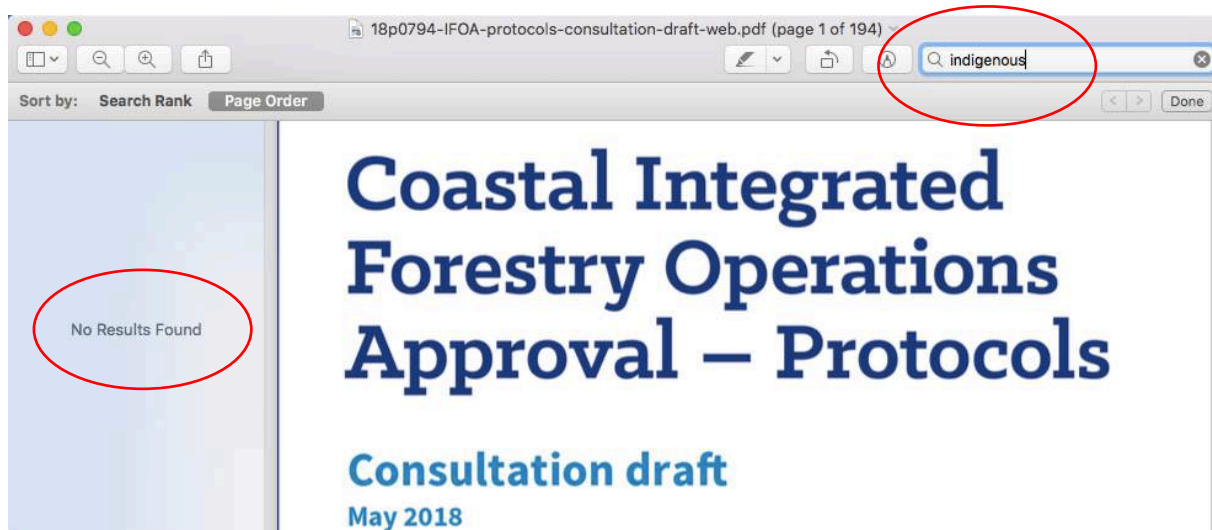 18p0794-IFOA-protocols-consultation-draft-web.pdf (page 1 of 194)
indigenous
Sort by: Search Rank Page Order
Done
No Results Found
Coastal Integrated
Forestry Operations
Approval – Protocols
Consultation draft
May 2018